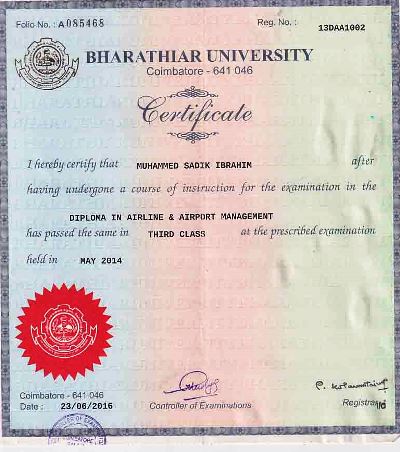 Folio No. : A085468
Reg. No. : 13DAA1002
BHARATHIAR UNIVERSITY
Coimbatore - 641 046
Certificate
I hereby certify that MUHAMMED SADIK IBRAHIM after
having undergone a course of instruction for the examination in the
DIPLOMA IN AIRLINE & AIRPORT MANAGEMENT
has passed the same in THIRD CLASS at the prescribed examination
held in MAY 2014
Coimbatore - 641 046
Date : 23/06/2016
Controller of Examinations
Registrar